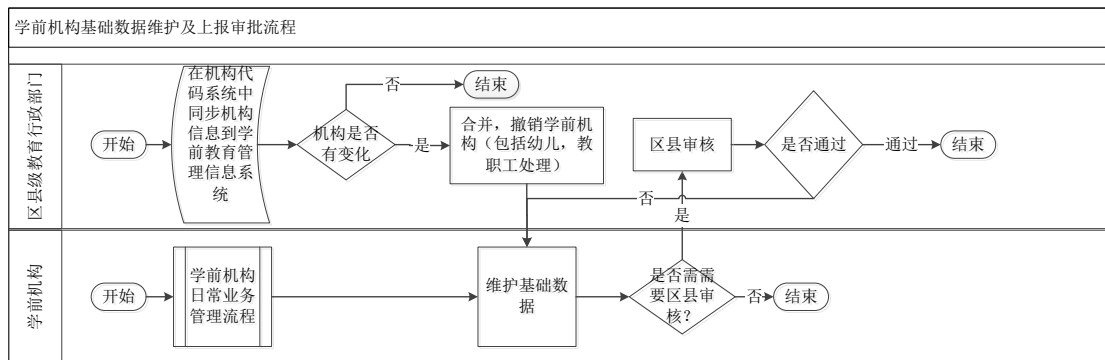 学前机构基础数据维护及上报审批流程
区县级教育行政部门
开始
在机构代
码系统中
同步机构
信息到学
前教育管
理信息系
统
机构是否
有变化
否
结束
是
合并，撤销学前机
构（包括幼儿，教
职工处理）
区县审核
是否通过
通过
结束
否
是
学前机构
开始
学前机构
日常业务
管理流程
维护基础数
据
是否需需
要区县审
核？
否
结束